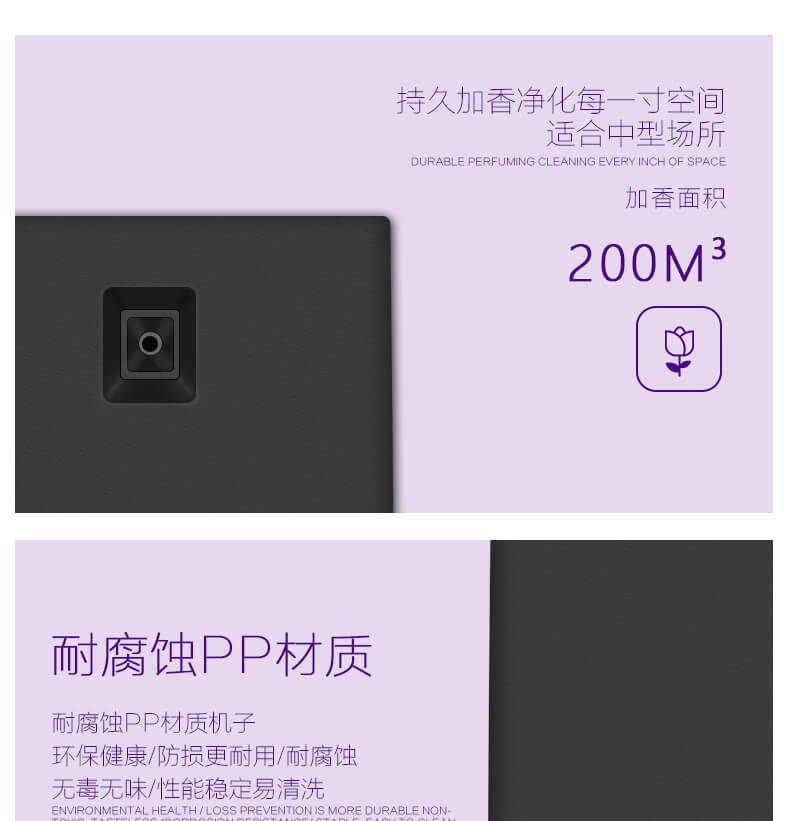 持久加香净化每一寸空间
适合中型场所
DURABLE PERFUMING CLEANING EVERY INCH OF SPACE
加香面积
200M³
耐腐蚀PP材质
耐腐蚀PP材质机子
环保健康/防损更耐用/耐腐蚀
无毒无味/性能稳定易清洗
ENVIRONMENTAL HEALTH / LOSS PREVENTION IS MORE DURABLE NON-